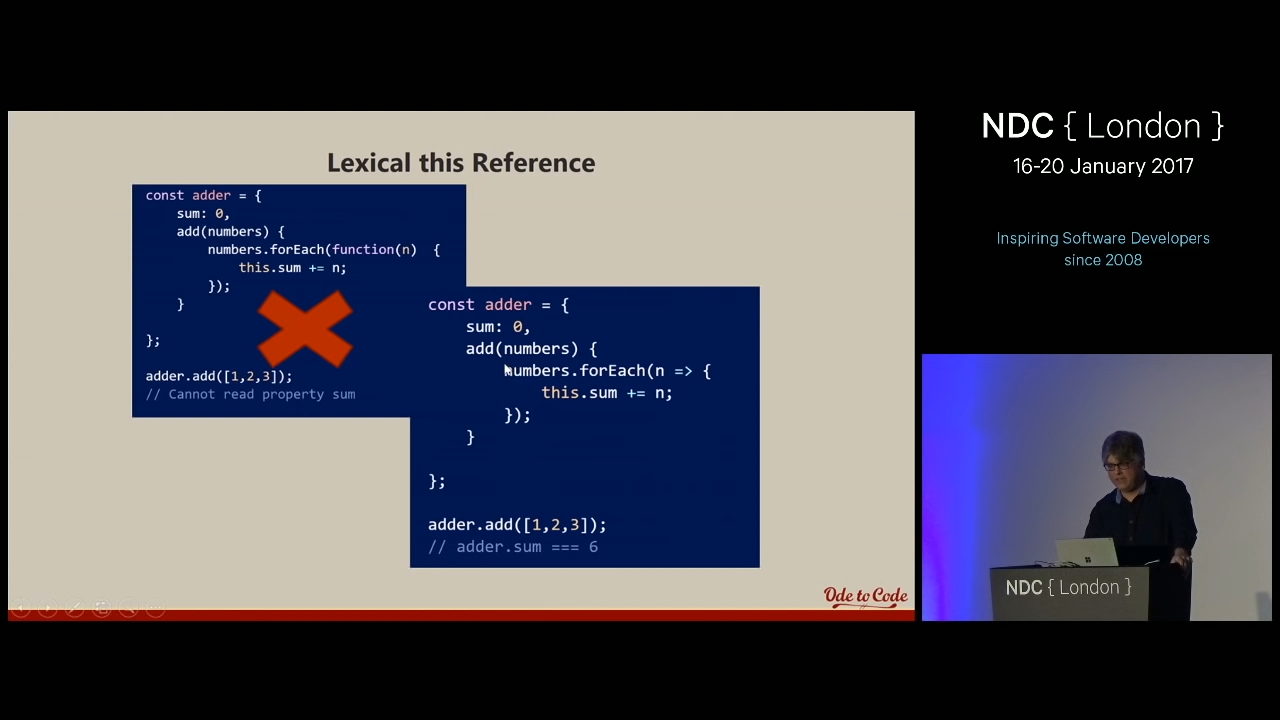 Lexical this Reference
const adder = {
sum: 0,
add(numbers) {
numbers.forEach(function(n) {
this.sum += n;
});
}
};
adder.add([1,2,3]);
// Cannot read property sum
const adder = {
sum: 0,
add(numbers) {
numbers.forEach(n => {
this.sum += n;
});
}
};
adder.add([1,2,3]);
// adder.sum === 6
Ode to Code
NDC { London }
16-20 January 2017
Inspiring Software Developers
since 2008
NDC { London }